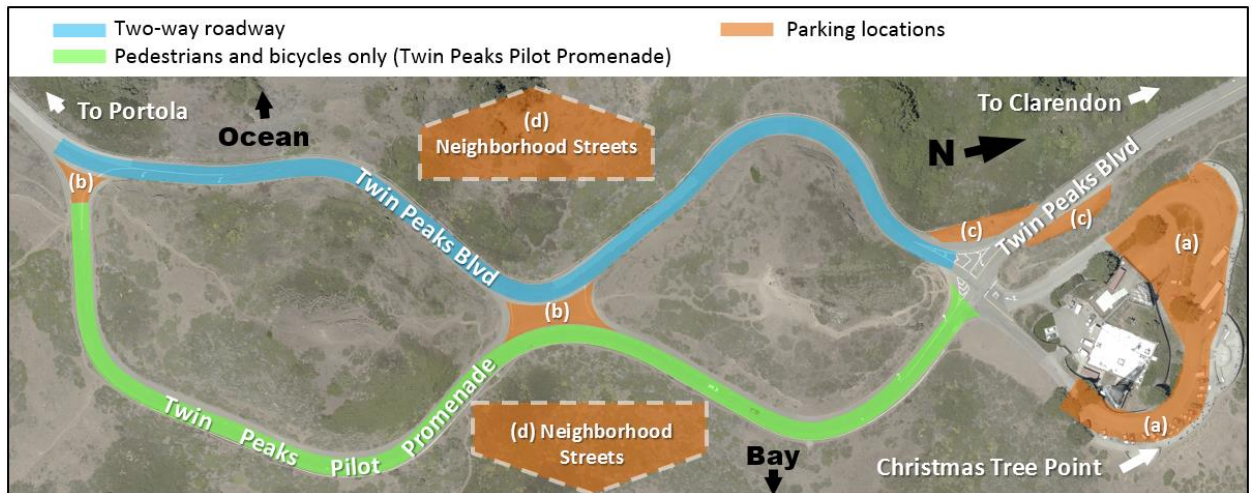 Two-way roadway
Parking locations
Pedestrians and bicycles only (Twin Peaks Pilot Promenade)
To Portola
Ocean
(d)
Neighborhood Streets
To Clarendon
N
Twin Peaks Blvd
(b)
Twin Peaks Blvd
(c)
(c)
(a)
(b)
Twin Peaks Pilot Promenade
(d) Neighborhood
Streets
Bay
Christmas Tree Point
(a)